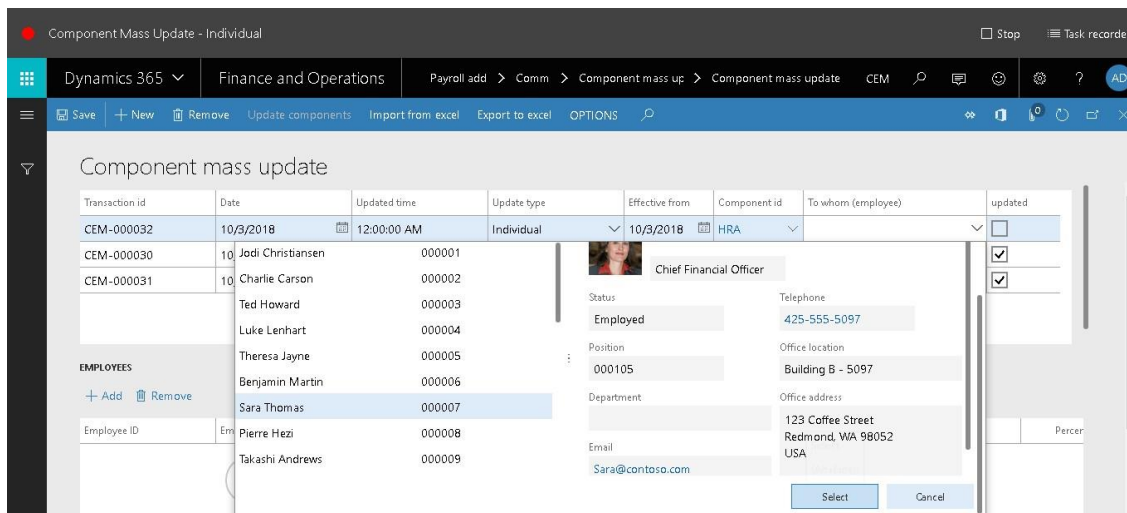 Component Mass Update - Individual
Stop
Task recorde
Dynamics 365
Finance and Operations
Payroll add > Comm > Component mass up > Component mass update
CEM
?
AD
Save
+ New
Remove
Update components
Import from excel
Export to excel
OPTIONS
0
Component mass update
Transaction id Date Updated time Update type Effective from Component id To whom (employee) updated
CEM-000032 10/3/2018 12:00:00 AM Individual 10/3/2018 HRA
CEM-000030 10
CEM-000031 10
Jodi Christiansen 000001
Charlie Carson 000002
Ted Howard 000003
Luke Lenhart 000004
Theresa Jayne 000005
Benjamin Martin 000006
Sara Thomas 000007
Pierre Hezi 000008
Takashi Andrews 000009
Chief Financial Officer
Status
Employed
Telephone
425-555-5097
Position
000105
Office location
Building B - 5097
Department
Office address
123 Coffee Street
Redmond, WA 98052
USA
Email
Sara@contoso.com
Select
Cancel
EMPLOYEES
+ Add
Remove
Employee ID
Em
Percer